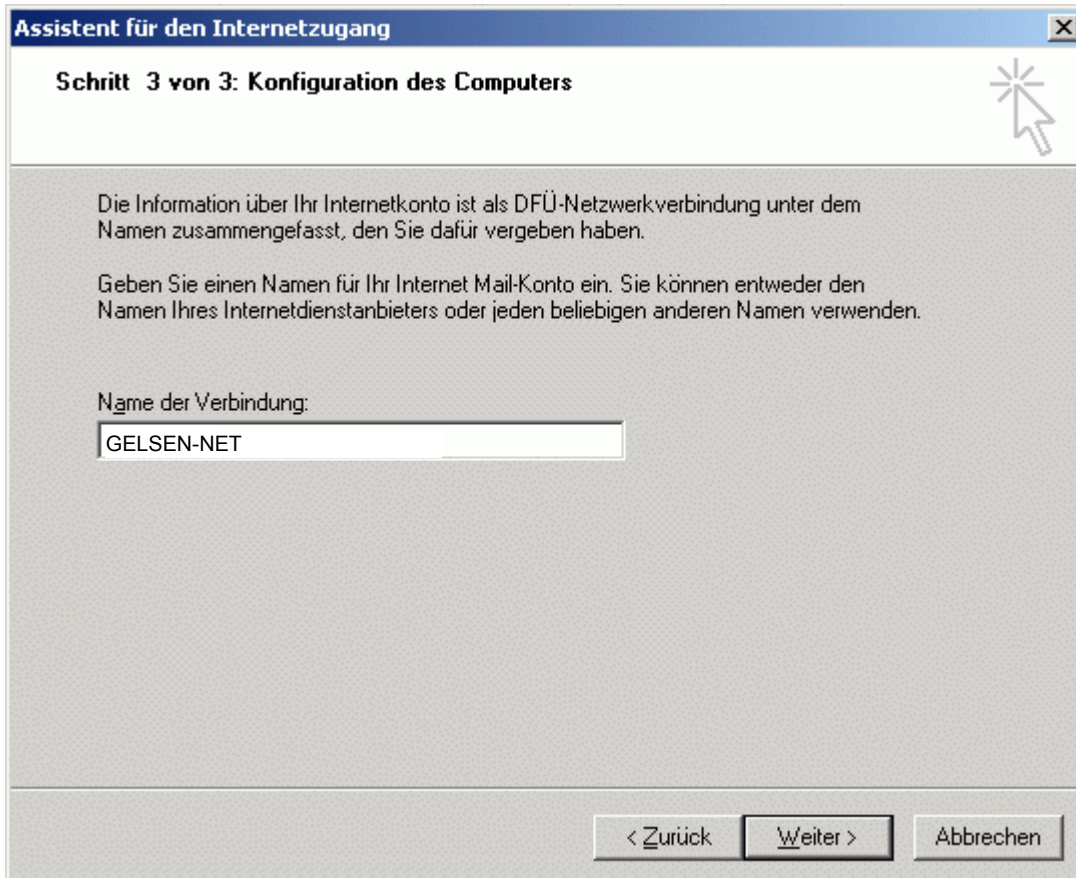 Assistent für den Internetzugang
Schritt 3 von 3: Konfiguration des Computers
Die Information über Ihr Internetkonto ist als DFÜ-Netzwerkverbindung unter dem
Namen zusammengefasst, den Sie dafür vergeben haben.
Geben Sie einen Namen für Ihr Internet Mail-Konto ein. Sie können entweder den
Namen Ihres Internetdienstanbieters oder jeden beliebigen anderen Namen verwenden.
Name der Verbindung:
GELSEN-NET
< Zurück Weiter > Abbrechen